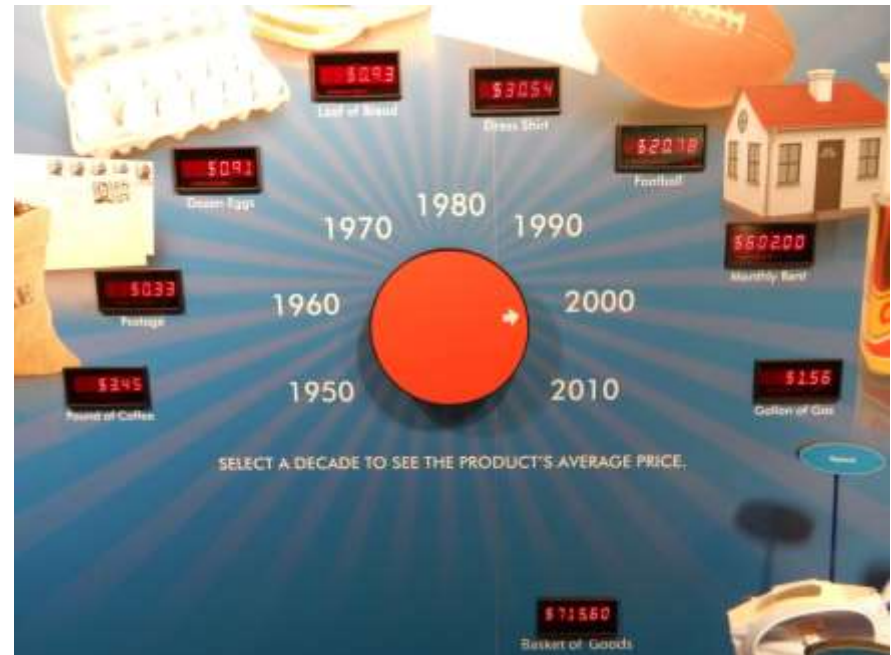 $0.93
Loaf of Bread
$30.54
Dress Shirt
$20.78
Football
$0.91
Dozen Eggs
1970
1980
1990
$602.00
Monthly Rent
$0.33
Postage
1960
2000
$3.45
Pound of Coffee
1950
2010
$1.56
Gallon of Gas
SELECT A DECADE TO SEE THE PRODUCT'S AVERAGE PRICE.
$715.60
Basket of Goods